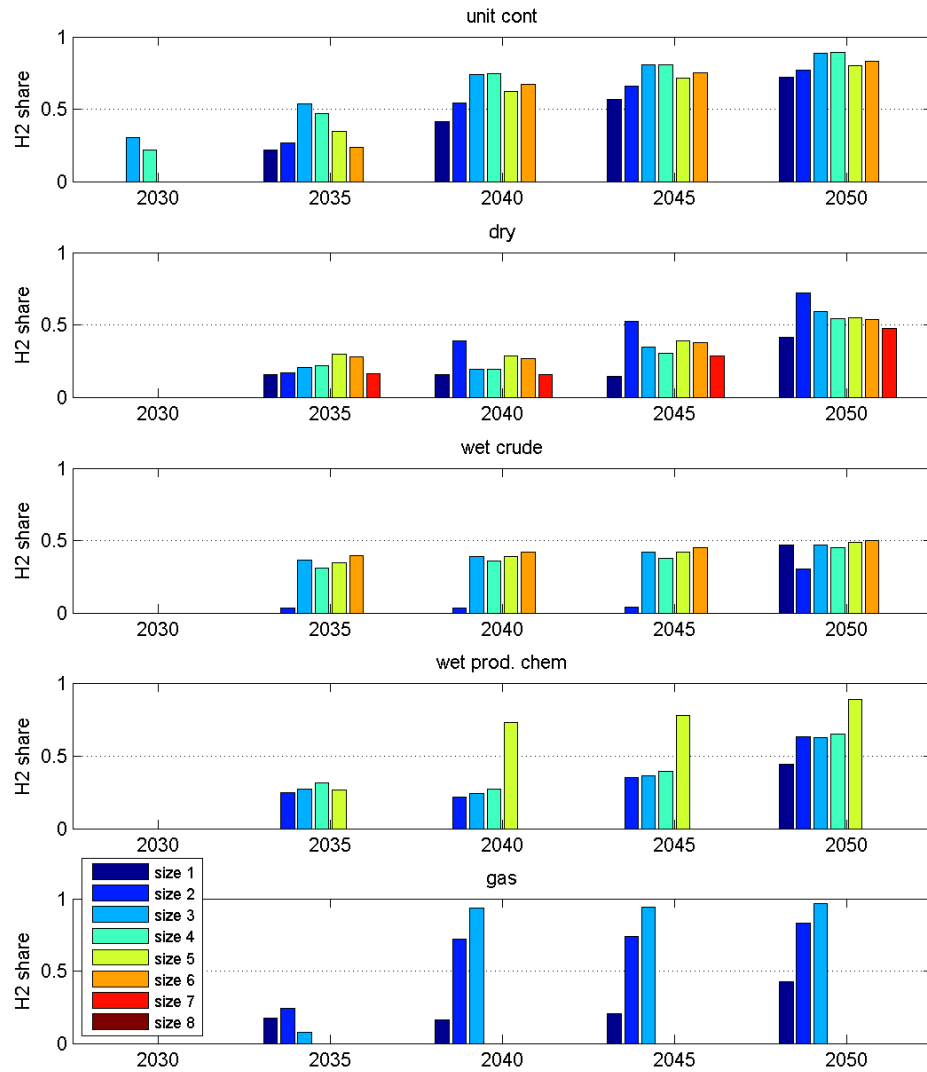 unit cont
1
0.5
0
H2 share
2030 2035 2040 2045 2050
dry
1
0.5
0
H2 share
2030 2035 2040 2045 2050
wet crude
1
0.5
0
H2 share
2030 2035 2040 2045 2050
wet prod. chem
1
0.5
0
H2 share
2030 2035 2040 2045 2050
gas
1
0.5
0
H2 share
size 1
size 2
size 3
size 4
size 5
size 6
size 7
size 8
2030 2035 2040 2045 2050